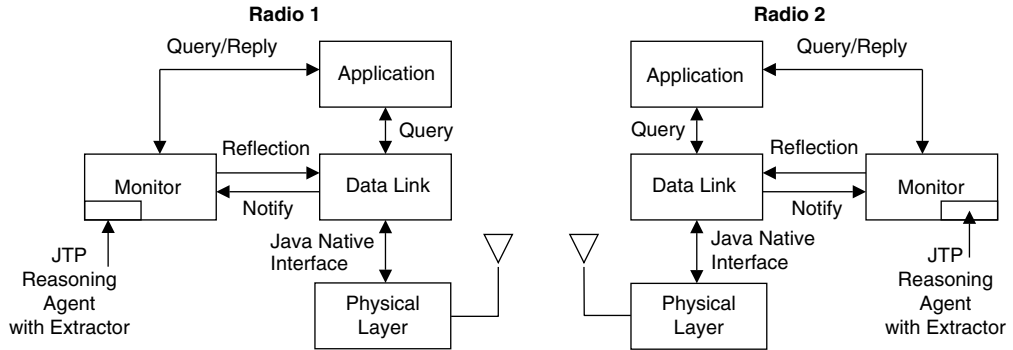 Radio 1
Query/Reply
Application
Query
Reflection
Monitor
Data Link
Notify
JTP
Reasoning
Agent
with Extractor
Java Native
Interface
Physical
Layer
Radio 2
Query/Reply
Application
Query
Reflection
Data Link
Monitor
Notify
Java Native
Interface
JTP
Reasoning
Agent
with Extractor
Physical
Layer